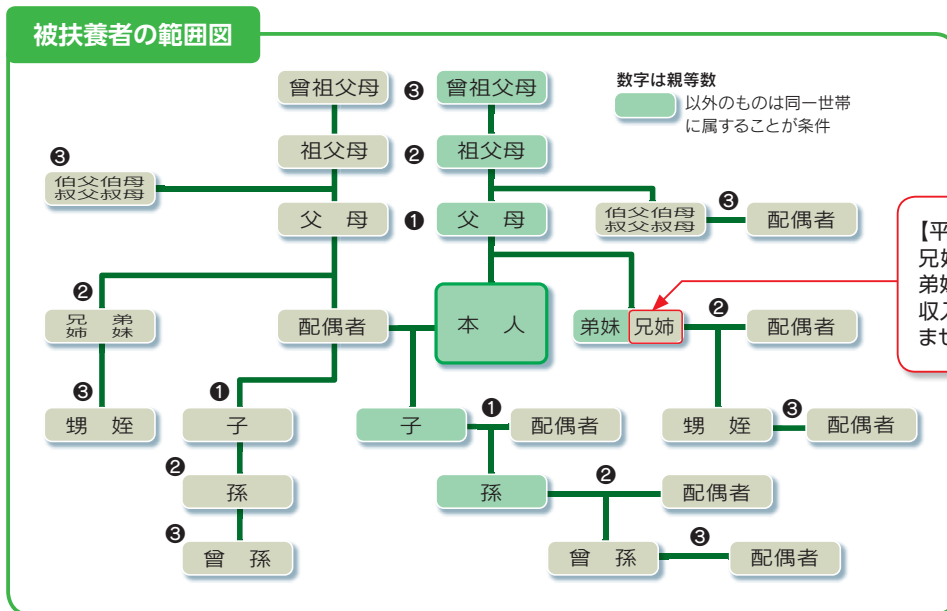 被扶養者の範囲図
数字は親等数
以外のものは同一世帯
に属することが条件
曾祖父母 ❸ 曾祖父母
祖父母 ❷ 祖父母
❸
伯父伯母
叔父叔母
父 母 ❶ 父 母
伯父伯母
叔父叔母
❸
配偶者
【平
兄姉
弟妹
収入
ませ
❷
兄 弟
姉 妹
配偶者
本 人
弟妹 兄姉
❷
配偶者
❸
甥 姪
❶
子
子
❶
配偶者
甥 姪
❸
配偶者
❷
孫
孫
❷
配偶者
❸
曾 孫
曾 孫
❸
配偶者